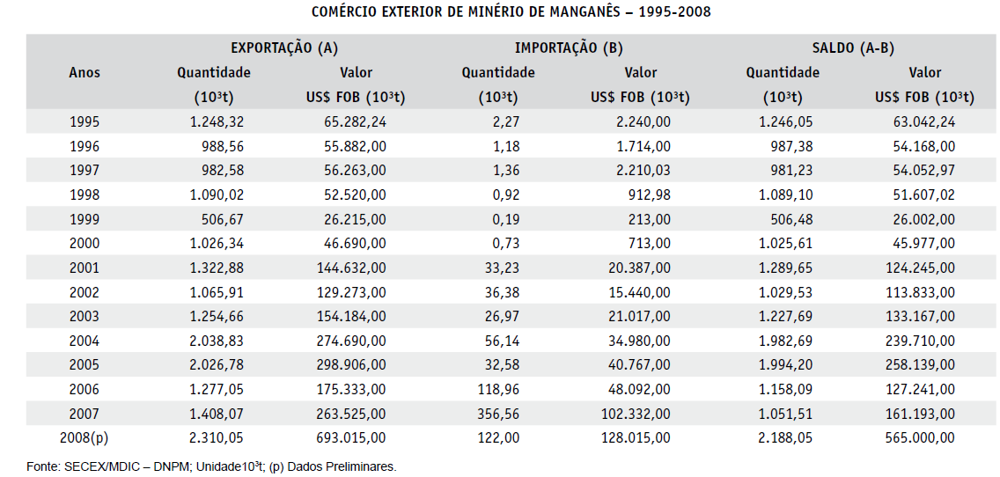 COMÉRCIO EXTERIOR DE MINÉRIO DE MANGANÊS – 1995-2008
EXPORTAÇÃO (A) IMPORTAÇÃO (B) SALDO (A-B)
Anos Quantidade Valor Quantidade Valor Quantidade Valor
(10³t) US$ FOB (10³t) (10³t) US$ FOB (10³t) (10³t) US$ FOB (10³t)
1995 1.248,32 65.282,24 2,27 2.240,00 1.246,05 63.042,24
1996 988,56 55.882,00 1,18 1.714,00 987,38 54.168,00
1997 982,58 56.263,00 1,36 2.210,03 981,23 54.052,97
1998 1.090,02 52.520,00 0,92 912,98 1.089,10 51.607,02
1999 506,67 26.215,00 0,19 213,00 506,48 26.002,00
2000 1.026,34 46.690,00 0,73 713,00 1.025,61 45.977,00
2001 1.322,88 144.632,00 33,23 20.387,00 1.289,65 124.245,00
2002 1.065,91 129.273,00 36,38 15.440,00 1.029,53 113.833,00
2003 1.254,66 154.184,00 26,97 21.017,00 1.227,69 133.167,00
2004 2.038,83 274.690,00 56,14 34.980,00 1.982,69 239.710,00
2005 2.026,78 298.906,00 32,58 40.767,00 1.994,20 258.139,00
2006 1.277,05 175.333,00 118,96 48.092,00 1.158,09 127.241,00
2007 1.408,07 263.525,00 356,56 102.332,00 1.051,51 161.193,00
2008(p) 2.310,05 693.015,00 122,00 128.015,00 2.188,05 565.000,00
Fonte: SECEX/MDIC – DNPM; Unidade10³t; (p) Dados Preliminares.